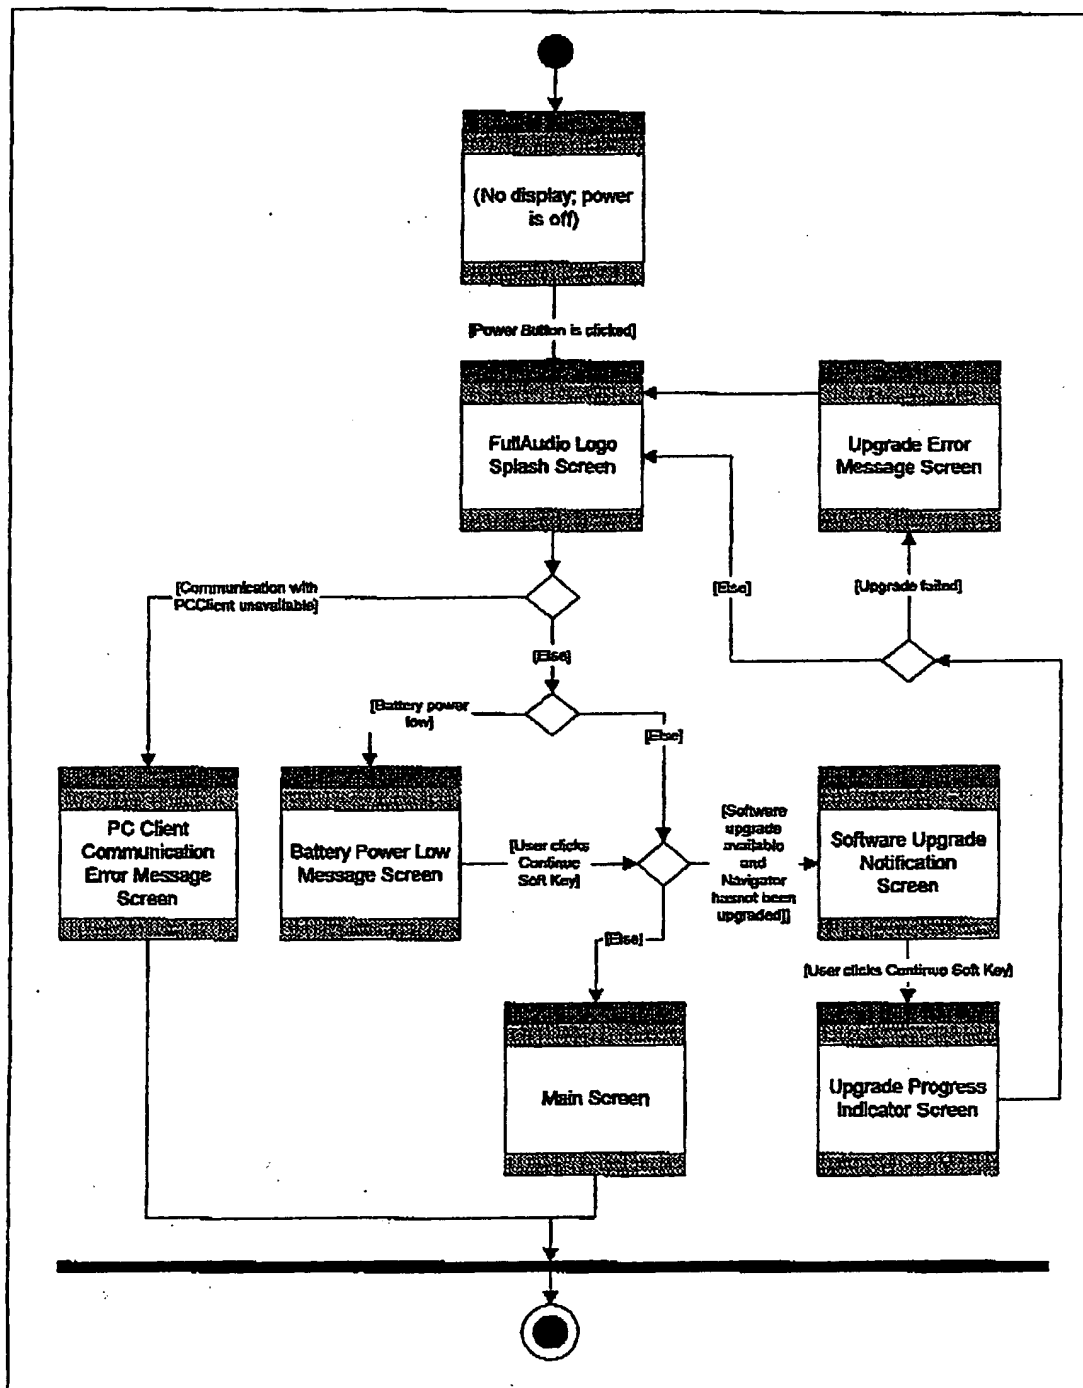 (No display; power
is off)
[Power Button is clicked]
FullAudio Logo
Splash Screen
Upgrade Error
Message Screen
[Communication with
PCClient unavailable]
[Else]
[Upgrade failed]
[Else]
[Battery power
low]
[Else]
PC Client
Communication
Error Message
Screen
Battery Power Low
Message Screen
[User clicks
Continue
Soft Key]
[Software
upgrade
available
and
Navigator
hasnot been
upgraded]]
Software Upgrade
Notification
Screen
[Else]
[User clicks Continue Soft Key]
Main Screen
Upgrade Progress
Indicator Screen